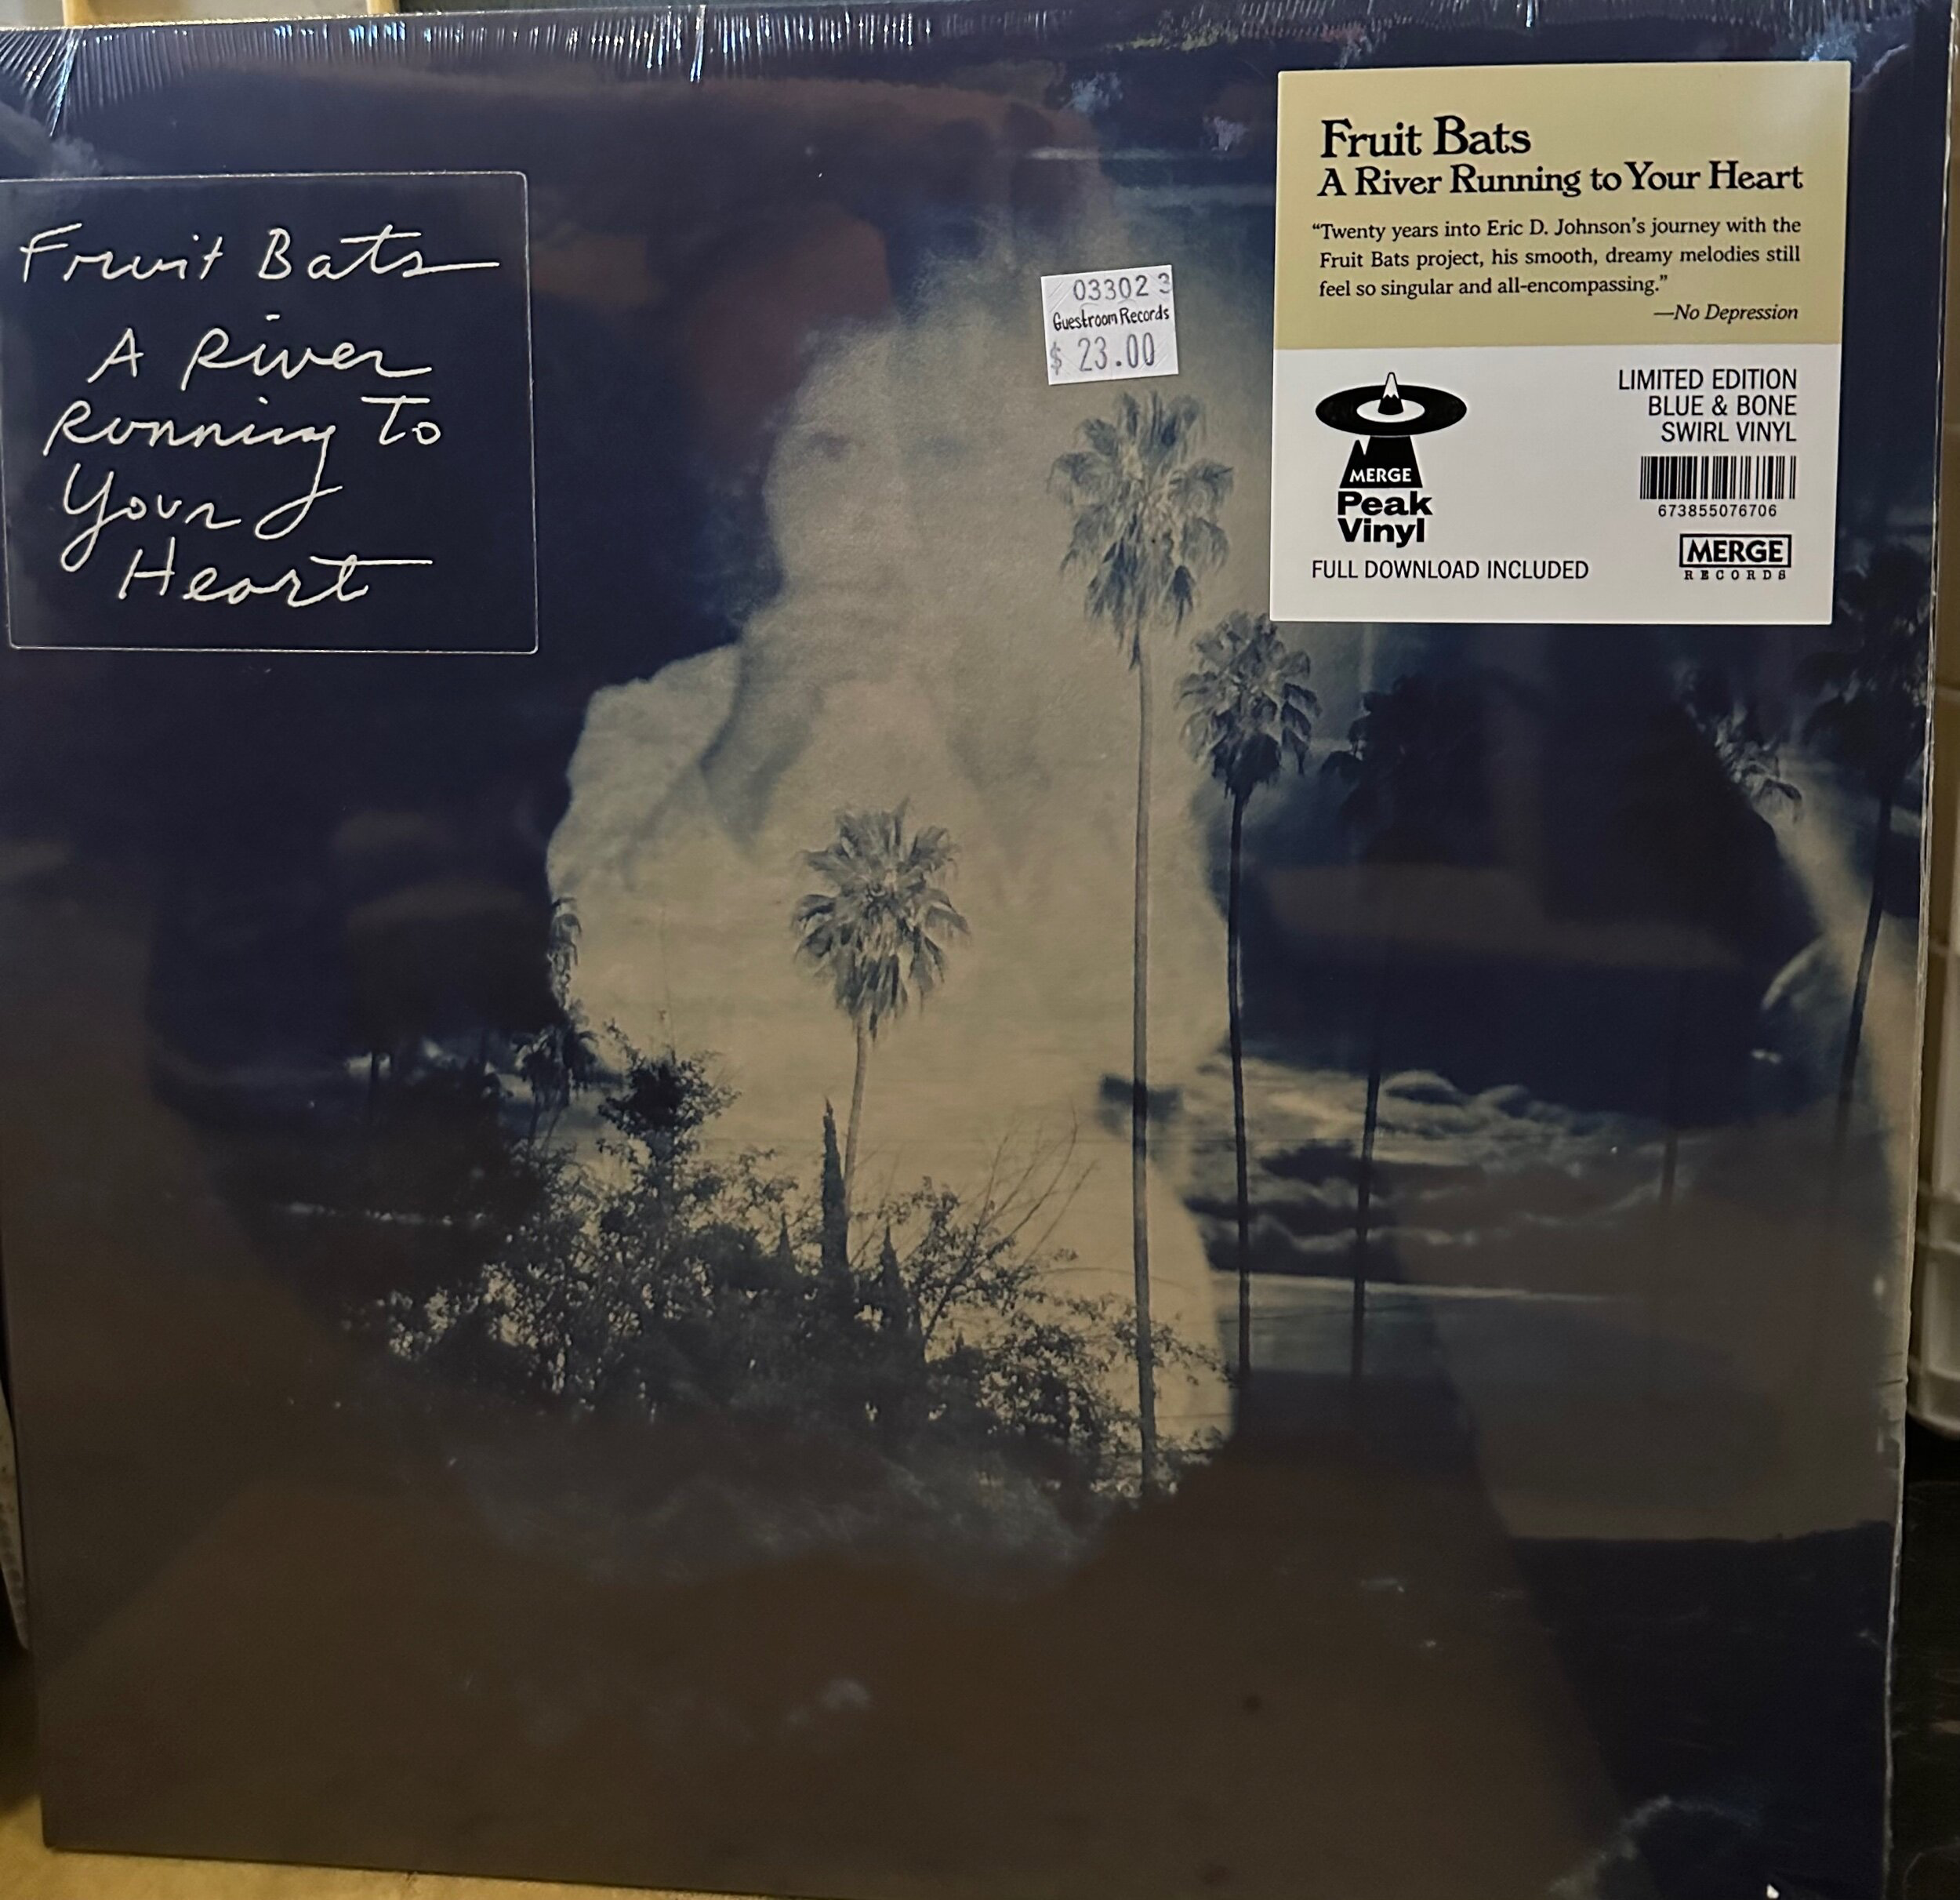 Fruit Bats
A River
Running To
Your
Heart
033023
Guestroom Records
$ 23.00
Fruit Bats
A River Running to Your Heart
“Twenty years into Eric D. Johnson’s journey with the
Fruit Bats project, his smooth, dreamy melodies still
feel so singular and all-encompassing.”
—No Depression
LIMITED EDITION
BLUE & BONE
SWIRL VINYL
673855076706
MERGE
Peak
Vinyl
FULL DOWNLOAD INCLUDED
MERGE
RECORDS